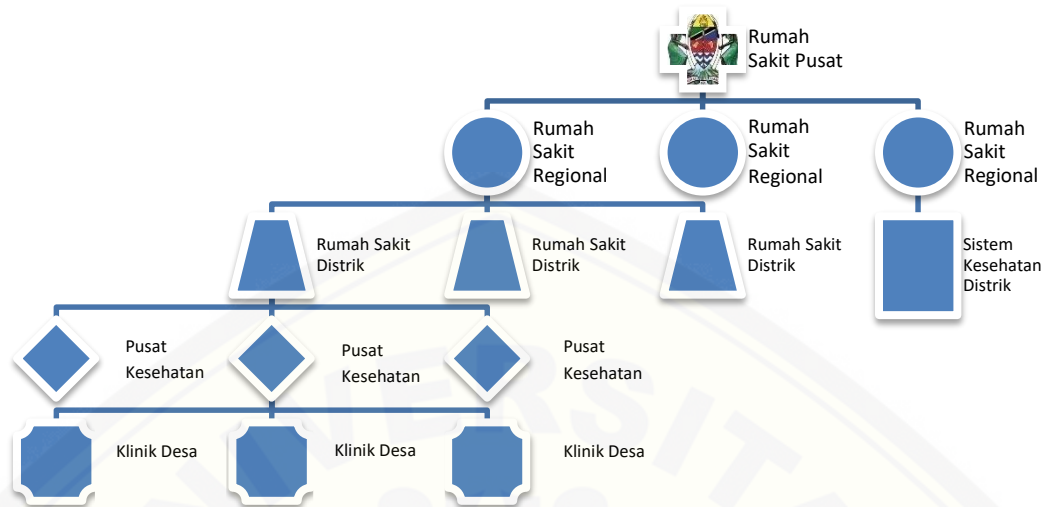 Rumah
Sakit Pusat
Rumah
Sakit
Regional
Rumah
Sakit
Regional
Rumah
Sakit
Regional
Rumah Sakit
Distrik
Rumah Sakit
Distrik
Rumah Sakit
Distrik
Sistem
Kesehatan
Distrik
Pusat
Kesehatan
Pusat
Kesehatan
Pusat
Kesehatan
Klinik Desa
Klinik Desa
Klinik Desa